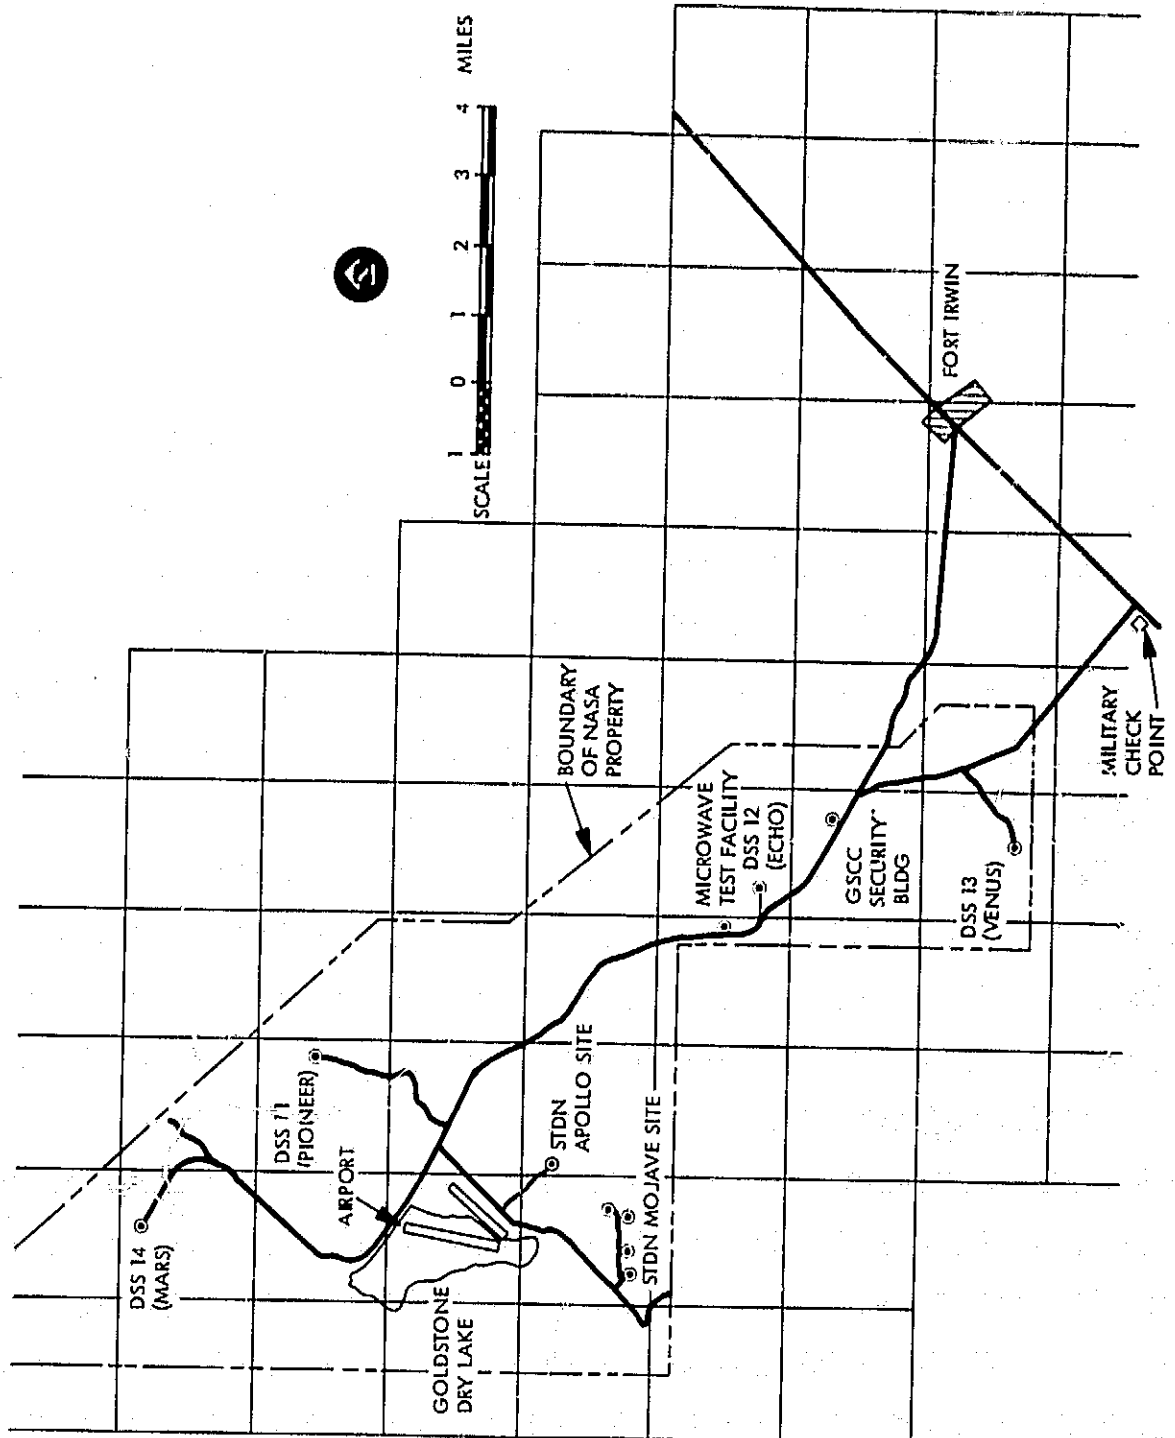 DSS 14
(MARS)
DSS 11
(PIONEER)
AIRPORT
GOLDSTONE
DRY LAKE
STDN
APOLLO SITE
STDN MOJAVE SITE
BOUNDARY
OF NASA
PROPERTY
MICROWAVE
TEST FACILITY
DSS 12
(ECHO)
GSCC
SECURITY
BLDG
DSS 13
(VENUS)
MILITARY
CHECK
POINT
FORT IRWIN
SCALE
1 0 1 2 3 4 MILES